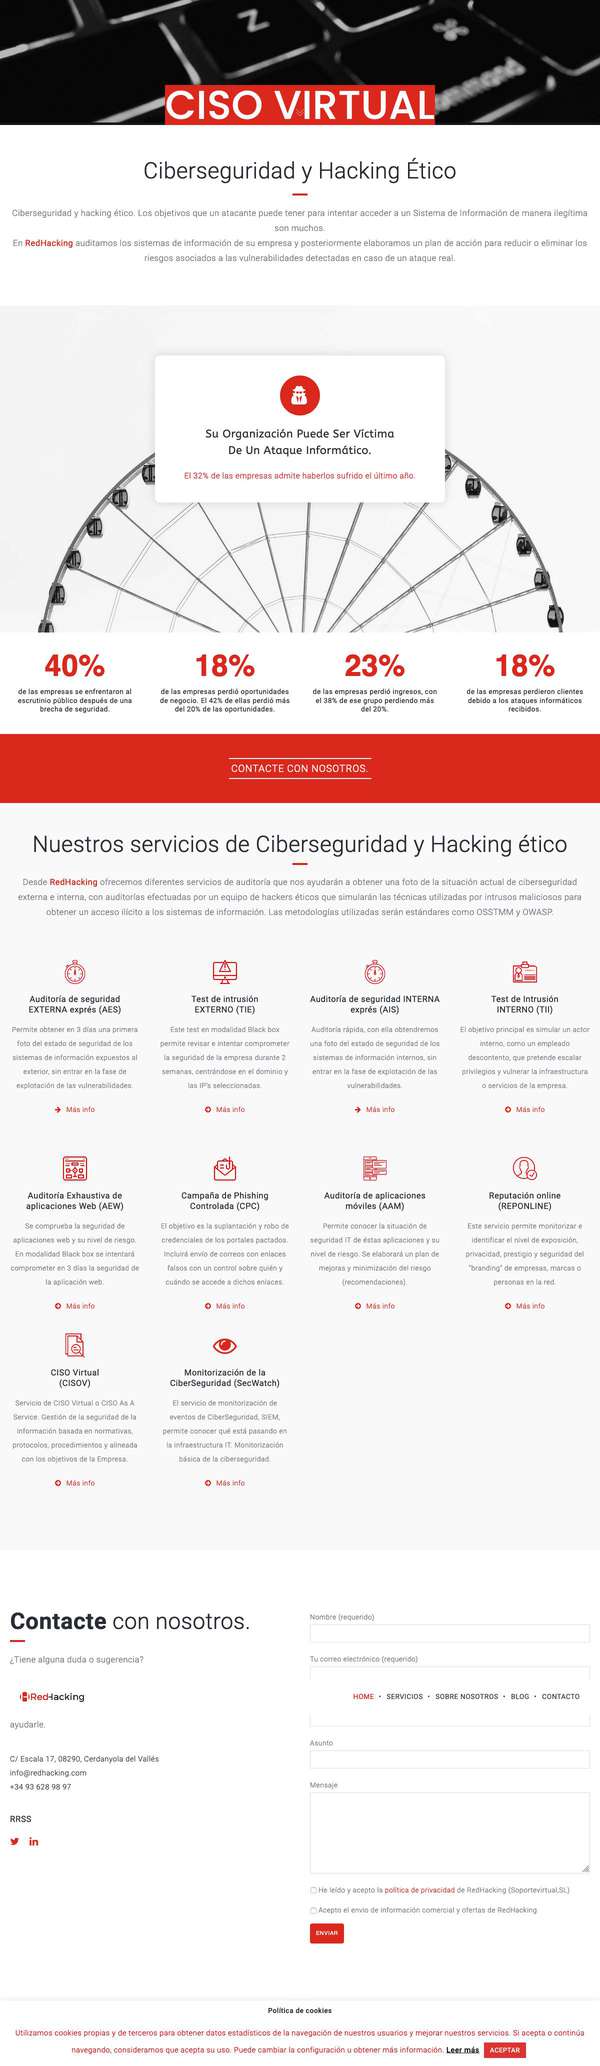 CISO VIRTUAL
Ciberseguridad y Hacking Ético
Ciberseguridad y hacking ético. Los objetivos que un atacante puede tener para intentar acceder a un Sistema de Información de manera ilegítima
son muchos.
En RedHacking auditamos los sistemas de información de su empresa y posteriormente elaboramos un plan de acción para reducir o eliminar los
riesgos asociados a las vulnerabilidades detectadas en caso de un ataque real.
Su Organización Puede Ser Víctima
De Un Ataque Informático.
El 32% de las empresas admite haberlos sufrido el último año.
40%
de las empresas se enfrentaron al
escrutinio público después de una
brecha de seguridad.
18%
de las empresas perdió oportunidades
de negocio. El 42% de ellas perdió más
del 20% de las oportunidades.
23%
de las empresas perdió ingresos, con
el 38% de ese grupo perdiendo más
del 20%.
18%
de las empresas perdieron clientes
debido a los ataques informáticos
recibidos.
CONTACTE CON NOSOTROS.
Nuestros servicios de Ciberseguridad y Hacking ético
Desde RedHacking ofrecemos diferentes servicios de auditoría que nos ayudarán a obtener una foto de la situación actual de ciberseguridad
externa e interna, con auditorías efectuadas por un equipo de hackers éticos que simularán las técnicas utilizadas por intrusos maliciosos para
obtener un acceso ilícito a los sistemas de información. Las metodologías utilizadas serán estándares como OSSTMM y OWASP.
Auditoría de seguridad
EXTERNA exprés (AES)
Permite obtener en 3 días una primera
foto del estado de seguridad de los
sistemas de información expuestos al
exterior, sin entrar en la fase de
explotación de las vulnerabilidades.
Más info
Test de intrusión
EXTERNO (TIE)
Este test en modalidad Black box
permite revisar e intentar comprometer
la seguridad de la empresa durante 2
semanas, centrándose en el dominio y
las IP's seleccionadas.
Más info
Auditoría de seguridad INTERNA
exprés (AIS)
Auditoría rápida, con ella obtendremos
una foto del estado de seguridad de los
sistemas de información internos, sin
entrar en la fase de explotación de las
vulnerabilidades.
Más info
Test de Intrusión
INTERNO (TII)
El objetivo principal es simular un actor
interno, como un empleado
descontento, que pretende escalar
privilegios y vulnerar la infraestructura
o servicios de la empresa.
Más info
Auditoría Exhaustiva de
aplicaciones Web (AEW)
Se comprueba la seguridad de
aplicaciones web y su nivel de riesgo.
En modalidad Black box se intentará
comprometer en 3 días la seguridad de
la aplicación web.
Más info
Campaña de Phishing
Controlada (CPC)
El objetivo es la suplantación y robo de
credenciales de los portales pactados.
Incluirá envío de correos con enlaces
falsos con un control sobre quién y
cuándo se accede a dichos enlaces.
Más info
Auditoría de aplicaciones
móviles (AAM)
Permite conocer la situación de
seguridad IT de éstas aplicaciones y su
nivel de riesgo. Se elaborará un plan de
mejoras y minimización del riesgo
(recomendaciones).
Más info
Reputación online
(REPONLINE)
Este servicio permite monitorizar e
identificar el nivel de exposición,
privacidad, prestigio y seguridad del
"branding" de empresas, marcas o
personas en la red.
Más info
CISO Virtual
(CISOV)
Servicio de CISO Virtual o CISO As A
Service. Gestión de la seguridad de la
información basada en normativas,
protocolos, procedimientos y alineada
con los objetivos de la Empresa.
Más info
Monitorización de la
CiberSeguridad (SecWatch)
El servicio de monitorización de
eventos de CiberSeguridad, SIEM,
permite conocer qué está pasando en
la infraestructura IT. Monitorización
básica de la ciberseguridad.
Más info
Contacte con nosotros.
¿Tiene alguna duda o sugerencia?
RedHacking
ayudarle.
C/ Escala 17, 08290, Cerdanyola del Vallés
info@redhacking.com
+34 93 628 98 97
RRSS
Nombre (requerido)
Tu correo electrónico (requerido)
HOME • SERVICIOS • SOBRE NOSOTROS • BLOG • CONTACTO
Asunto
Mensaje
He leído y acepto la política de privacidad de RedHacking (Soportevirtual,SL)
Acepto el envio de información comercial y ofertas de RedHacking
ENVIAR
Política de cookies
Utilizamos cookies propias y de terceros para obtener datos estadísticos de la navegación de nuestros usuarios y mejorar nuestros servicios. Si acepta o continúa
navegando, consideramos que acepta su uso. Puede cambiar la configuración u obtener más información. Leer más ACEPTAR